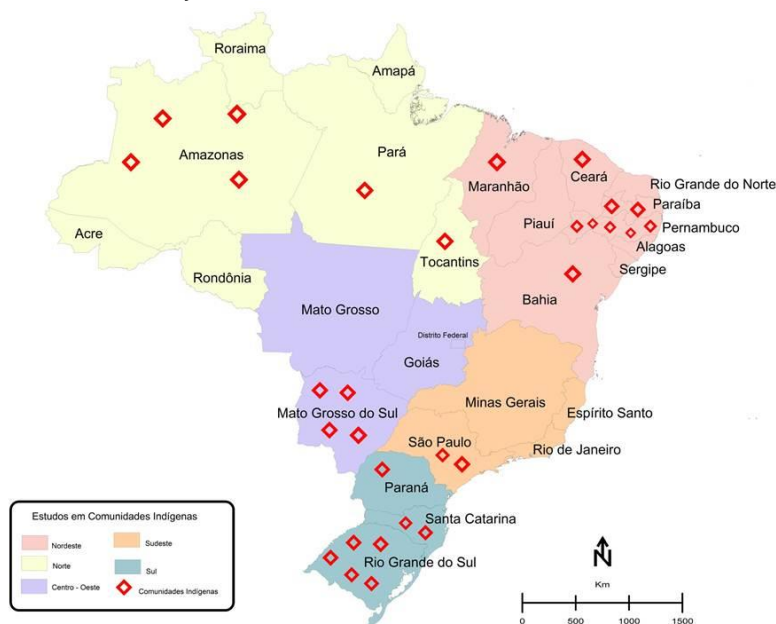 Roraima
Amapá
Amazonas
Pará
Maranhão
Ceará
Rio Grande do Norte
Paraíba
Piauí
Pernambuco
Acre
Alagoas
Tocantins
Rondônia
Sergipe
Bahia
Mato Grosso
Distrito Federal
Goiás
Minas Gerais
Mato Grosso do Sul
Espírito Santo
São Paulo
Rio de Janeiro
Paraná
Santa Catarina
Rio Grande do Sul
Estudos em Comunidades Indígenas
Nordeste
Sudeste
Norte
Sul
Centro - Oeste
Comunidades Indígenas
N
Km
0 500 1000 1500